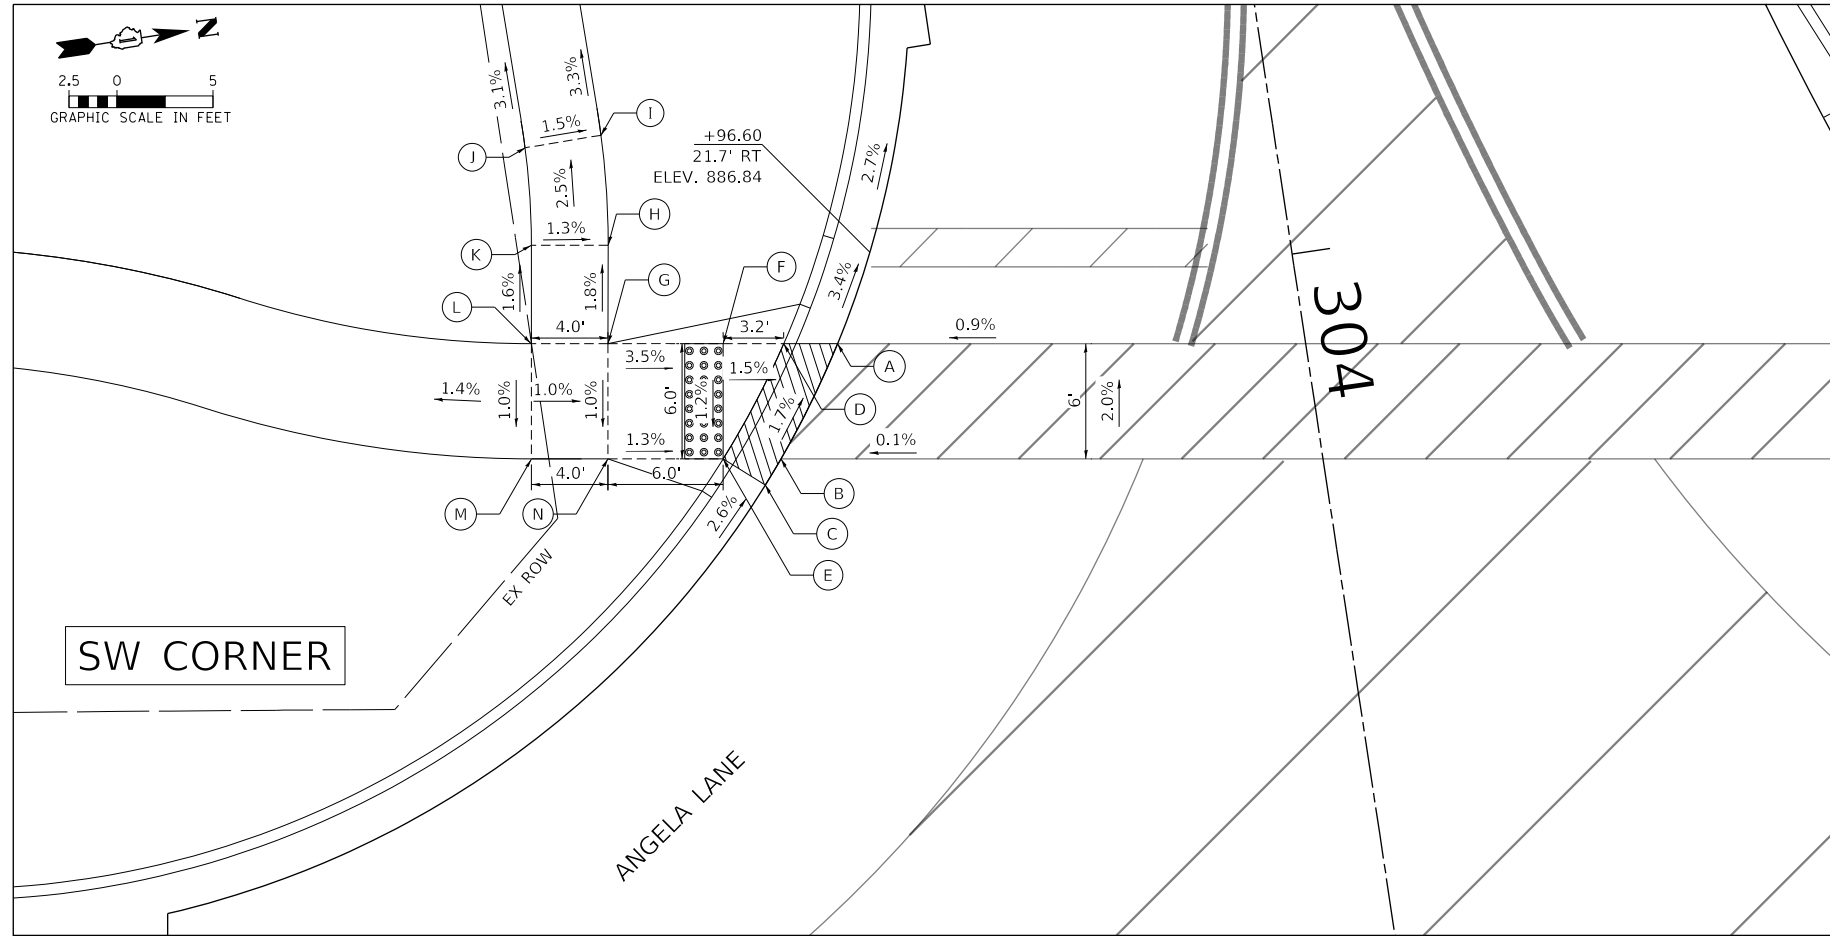 N
2.5 0 5
GRAPHIC SCALE IN FEET
3.1%
3.3%
1.5%
I
J
+96.60
21.7' RT
ELEV. 886.84
2.7%
2.5%
H
1.3%
K
F
1.6%
1.8%
G
3.4%
L
4.0'
3.2'
0.9%
304
3.5%
1.5%
A
1.4%
1.0%
1.0%
1.0%
6.0'
1.2%
1.7%
D
6'
2.0%
1.3%
0.1%
4.0'
6.0'
B
M
N
2.6%
C
E
EX ROW
SW CORNER
ANGELA LANE